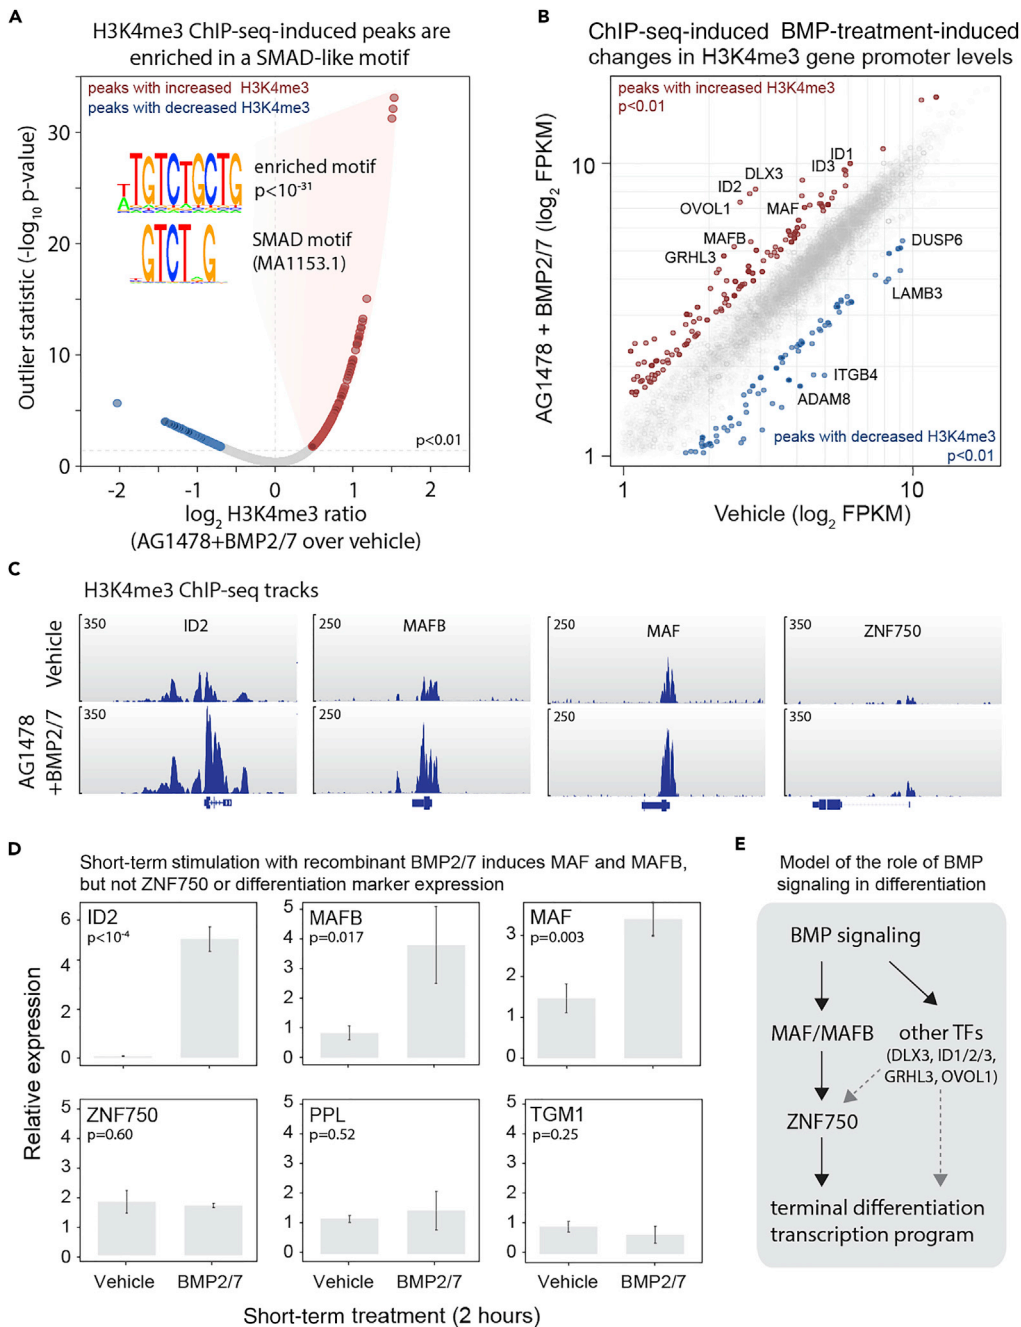 A
H3K4me3 ChIP-seq-induced peaks are
enriched in a SMAD-like motif
peaks with increased H3K4me3
peaks with decreased H3K4me3
30
20
10
0
Outlier statistic (-log10 p-value)
TTGTCTGCTG
A
enriched motif
p<10-31
GTCT G
SMAD motif
(MA1153.1)
p<0.01
-2 -1 0 1 2
log2 H3K4me3 ratio
(AG1478+BMP2/7 over vehicle)
B
ChIP-seq-induced BMP-treatment-induced
changes in H3K4me3 gene promoter levels
peaks with increased H3K4me3
p<0.01
10
1
AG1478 + BMP2/7 (log2 FPKM)
ID1
ID3
DLX3
ID2
OVOL1
MAF
MAFB
GRHL3
DUSP6
LAMB3
ITGB4
ADAM8
peaks with decreased H3K4me3
p<0.01
1 10
Vehicle (log2 FPKM)
C
H3K4me3 ChIP-seq tracks
Vehicle
350 ID2
250 MAFB
250 MAF
350 ZNF750
AG1478
+BMP2/7
350
250
250
350
D
Short-term stimulation with recombinant BMP2/7 induces MAF and MAFB,
but not ZNF750 or differentiation marker expression
Relative expression
ID2
p<10-4
6
4
2
0
MAFB
p=0.017
5
4
3
2
1
0
MAF
p=0.003
3
2
1
0
ZNF750
p=0.60
5
4
3
2
1
0
PPL
p=0.52
5
4
3
2
1
0
TGM1
p=0.25
5
4
3
2
1
0
Vehicle BMP2/7
Vehicle BMP2/7
Vehicle BMP2/7
Short-term treatment (2 hours)
E
Model of the role of BMP
signaling in differentiation
BMP signaling
MAF/MAFB
other TFs
(DLX3, ID1/2/3,
GRHL3, OVOL1)
ZNF750
terminal differentiation
transcription program